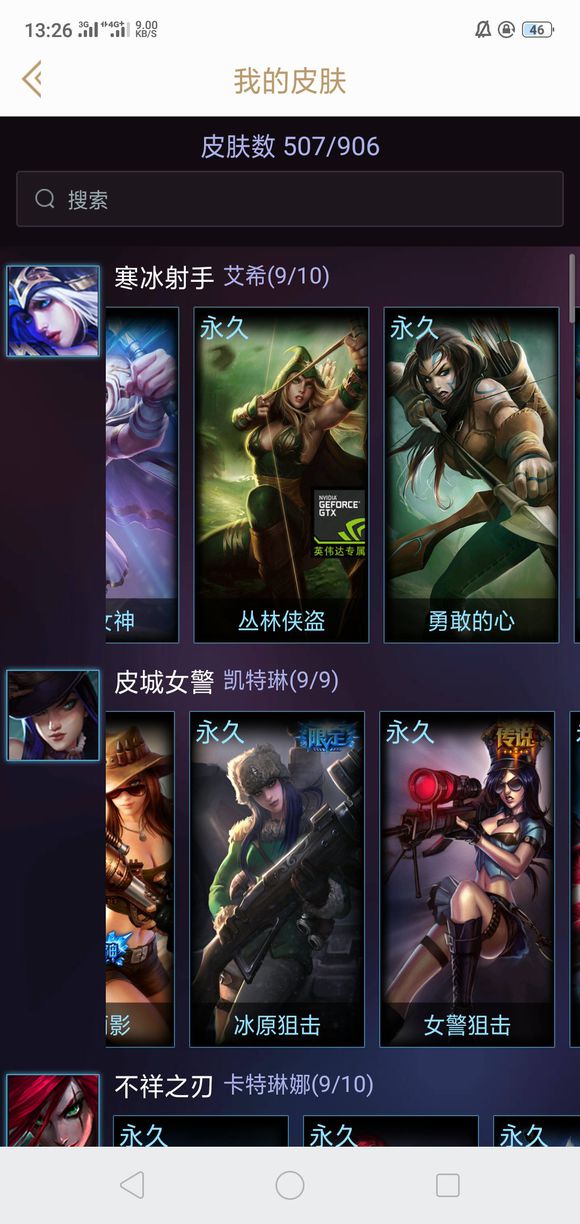 13:26 3G 4G+ 9.00 KB/S 46
我的皮肤
皮肤数 507/906
搜索
寒冰射手 艾希(9/10)
永久 永久
NVIDIA
GEFORCE
GTX
英伟达专属
女神 丛林侠盗 勇敢的心
皮城女警 凯特琳(9/9)
永久 限定 永久 传说
影 冰原狙击 女警狙击
不祥之刃 卡特琳娜(9/10)
永久 永久 永久